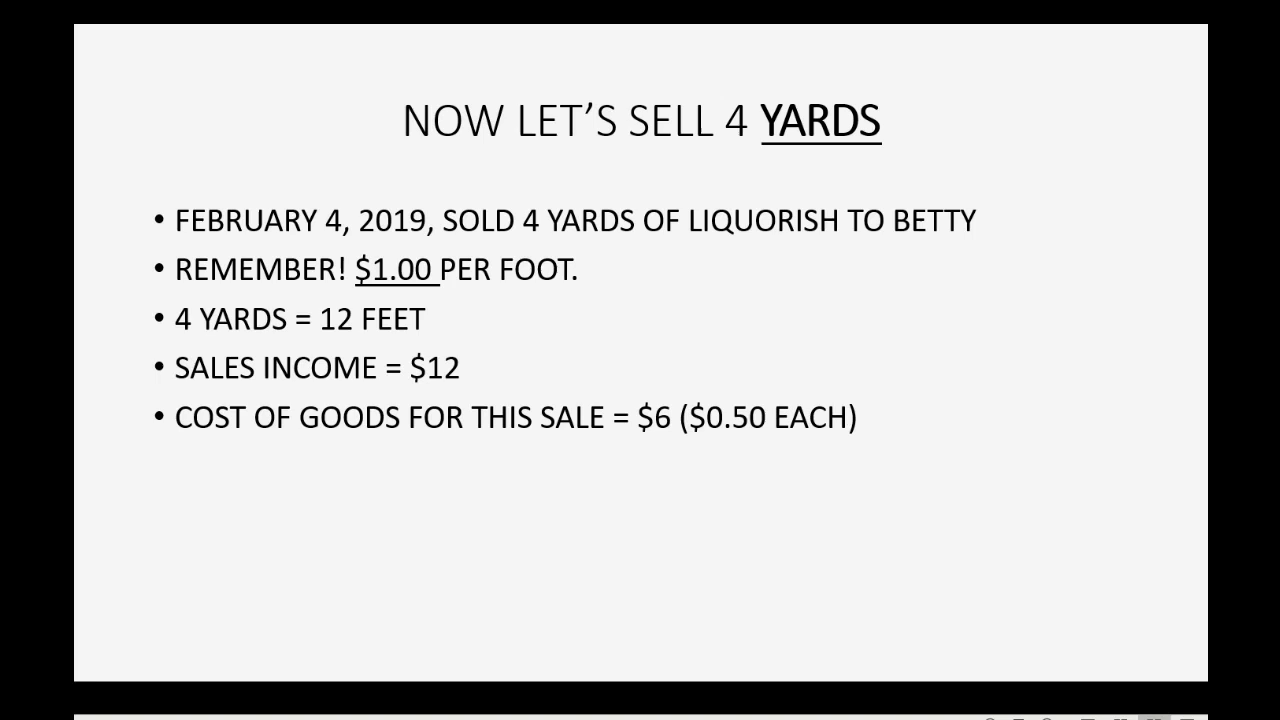 NOW LET’S SELL 4 YARDS
• FEBRUARY 4, 2019, SOLD 4 YARDS OF LIQUORISH TO BETTY
• REMEMBER! $1.00 PER FOOT.
• 4 YARDS = 12 FEET
• SALES INCOME = $12
• COST OF GOODS FOR THIS SALE = $6 ($0.50 EACH)